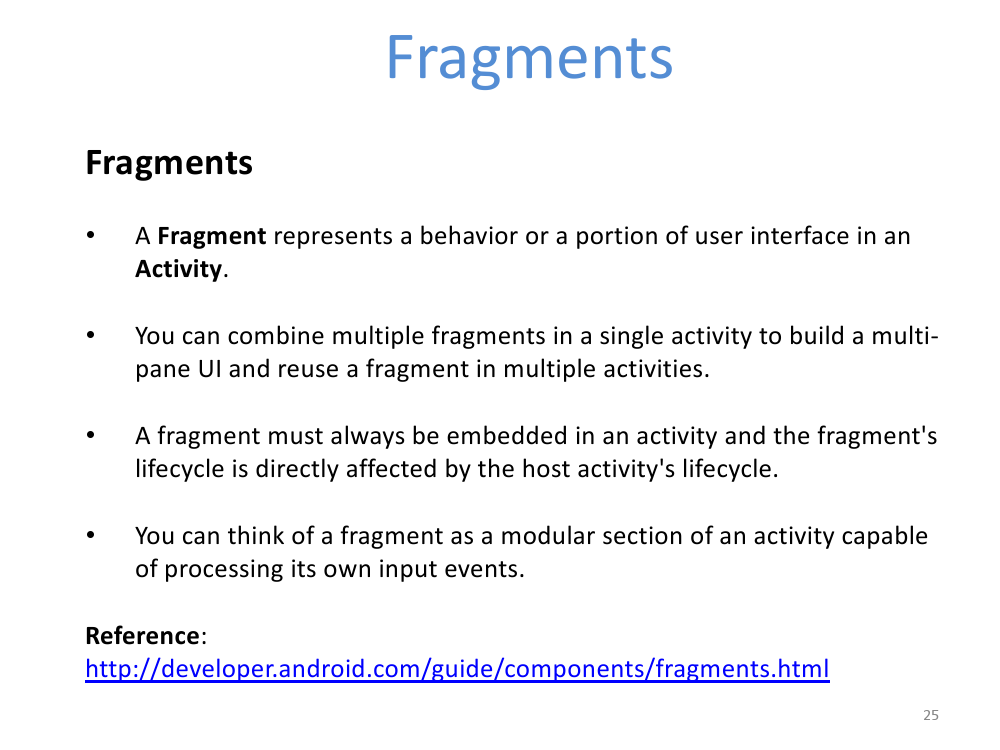 Fragments
Fragments
• A Fragment represents a behavior or a portion of user interface in an
Activity.
• You can combine multiple fragments in a single activity to build a multi-
pane UI and reuse a fragment in multiple activities.
• A fragment must always be embedded in an activity and the fragment's
lifecycle is directly affected by the host activity's lifecycle.
• You can think of a fragment as a modular section of an activity capable
of processing its own input events.
Reference:
http://developer.android.com/guide/components/fragments.html
25